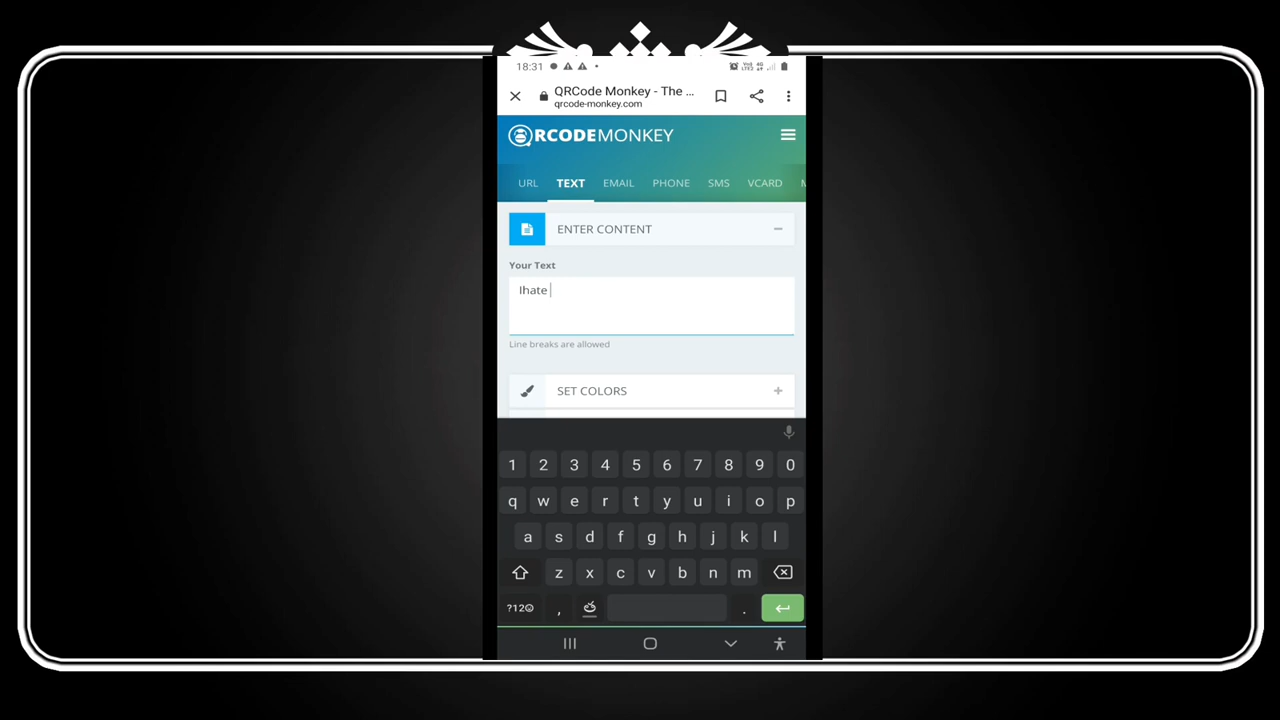 18:31
QRCode Monkey - The ...
qrcode-monkey.com
RCODEMONKEY
URL TEXT EMAIL PHONE SMS VCARD
ENTER CONTENT
Your Text
Ihate
Line breaks are allowed
SET COLORS
1 2 3 4 5 6 7 8 9 0
q w e r t y u i o p
a s d f g h j k l
z x c v b n m
?12☺ , .